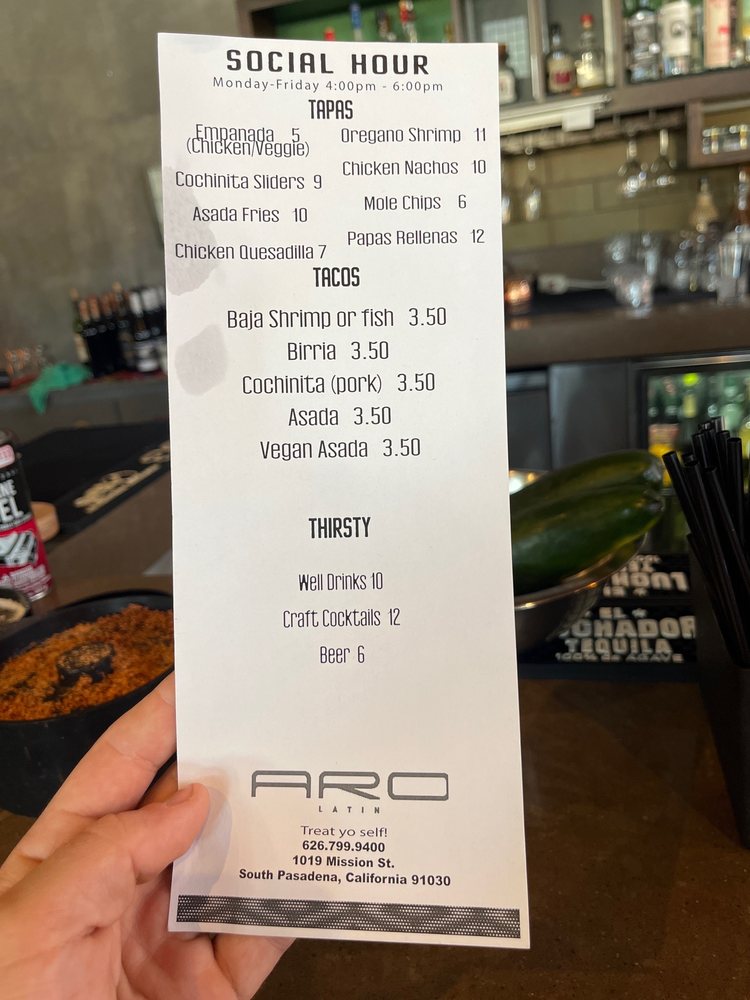 SOCIAL HOUR
Monday-Friday 4:00pm - 6:00pm
TAPAS
Empanada 5
(Chicken/Veggie)
Cochinita Sliders 9
Asada Fries 10
Chicken Quesadilla 7
Oregano Shrimp 11
Chicken Nachos 10
Mole Chips 6
Papas Rellenas 12
TACOS
Baja Shrimp or fish 3.50
Birria 3.50
Cochinita (pork) 3.50
Asada 3.50
Vegan Asada 3.50
THIRSTY
Well Drinks 10
Craft Cocktails 12
Beer 6
ARO
LATIN
Treat yo self!
626.799.9400
1019 Mission St.
South Pasadena, California 91030
EL
TEQUILA